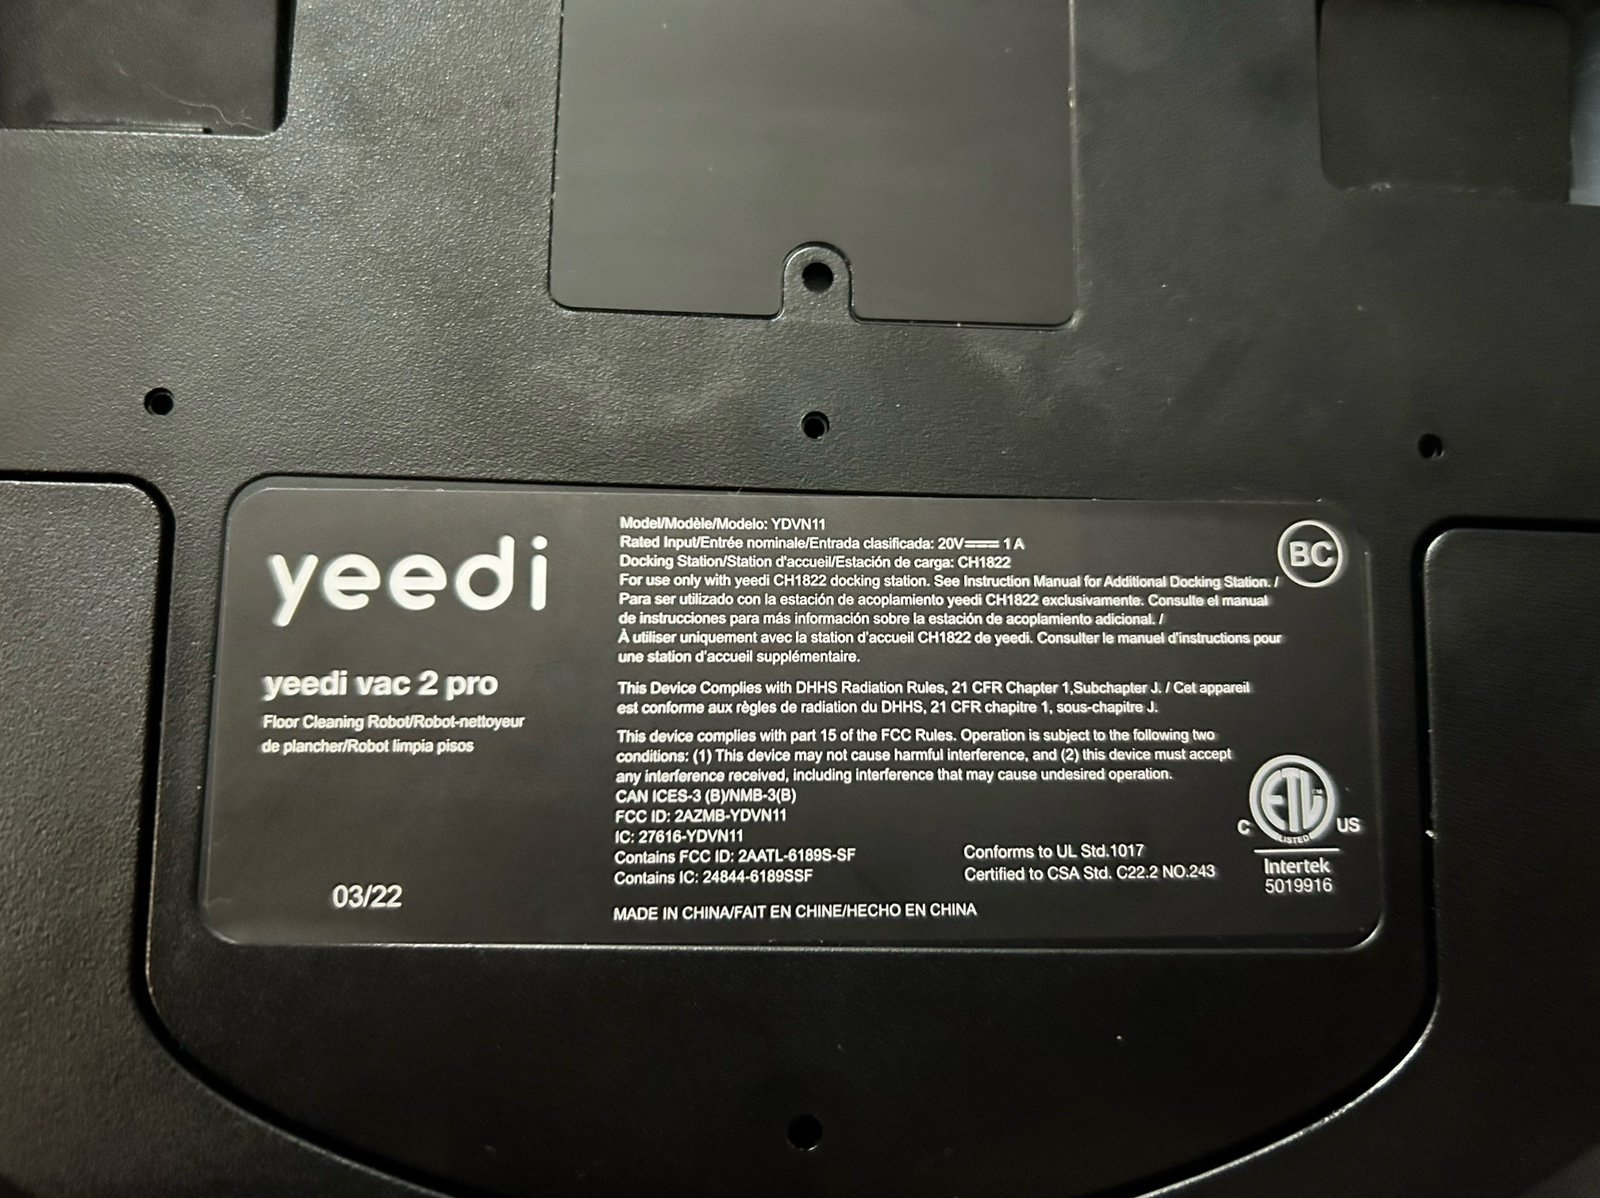 yeedi
yeedi vac 2 pro
Floor Cleaning Robot/Robot-nettoyeur
de plancher/Robot limpia pisos
03/22
Model/Modèle/Modelo: YDVN11
Rated Input/Entrée nominale/Entrada clasificada: 20V⎓ 1 A
Docking Station/Station d'accueil/Estación de carga: CH1822
For use only with yeedi CH1822 docking station. See Instruction Manual for Additional Docking Station. /
Para ser utilizado con la estación de acoplamiento yeedi CH1822 exclusivamente. Consulte el manual
de instrucciones para más información sobre la estación de acoplamiento adicional. /
À utiliser uniquement avec la station d'accueil CH1822 de yeedi. Consulter le manuel d'instructions pour
une station d'accueil supplémentaire.
This Device Complies with DHHS Radiation Rules, 21 CFR Chapter 1,Subchapter J. / Cet appareil
est conforme aux règles de radiation du DHHS, 21 CFR chapitre 1, sous-chapitre J.
This device complies with part 15 of the FCC Rules. Operation is subject to the following two
conditions: (1) This device may not cause harmful interference, and (2) this device must accept
any interference received, including interference that may cause undesired operation.
CAN ICES-3 (B)/NMB-3(B)
FCC ID: 2AZMB-YDVN11
IC: 27616-YDVN11
Contains FCC ID: 2AATL-6189S-SF
Contains IC: 24844-6189SSF
MADE IN CHINA/FAIT EN CHINE/HECHO EN CHINA
Conforms to UL Std.1017
Certified to CSA Std. C22.2 NO.243
BC
ETL™
LISTED
C US
Intertek
5019916